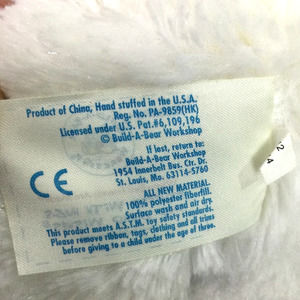 Product of China, Hand stuffed in the U.S.A.
Reg. No. PA-9859(HK)
Licensed under U.S. Pat.#6,109,196
© Build-A-Bear Workshop
If lost, return to:
Build-A-Bear Workshop
1954 Innerbelt Bus. Ctr. Dr.
St. Louis, Mo. 63114-5760
CE
ALL NEW MATERIAL
100% polyester fiberfill.
Surface wash and air dry.
This product meets A.S.T.M. toy safety standards.
Please remove ribbon, tags, clothing and all trims
before giving to a child under the age of three.
2
4